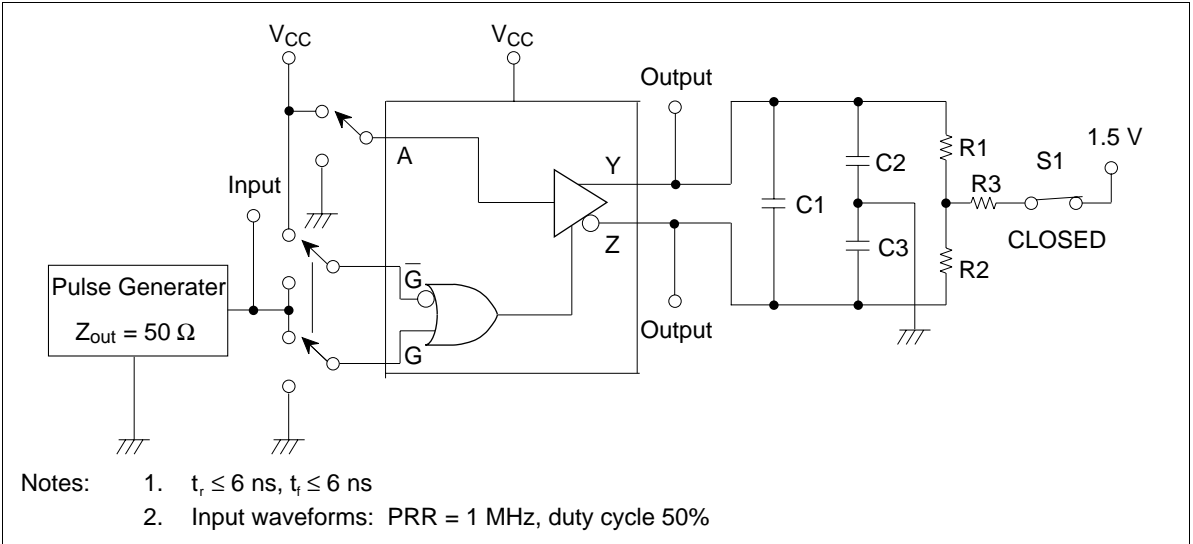 VCC
VCC
Output
A
Y
R1
1.5 V
S1
C2
R3
Input
C1
Z
CLOSED
C3
G̅
R2
Pulse Generater
Zout = 50 Ω
Output
G
Notes: 1. tr ≤ 6 ns, tf ≤ 6 ns
2. Input waveforms: PRR = 1 MHz, duty cycle 50%